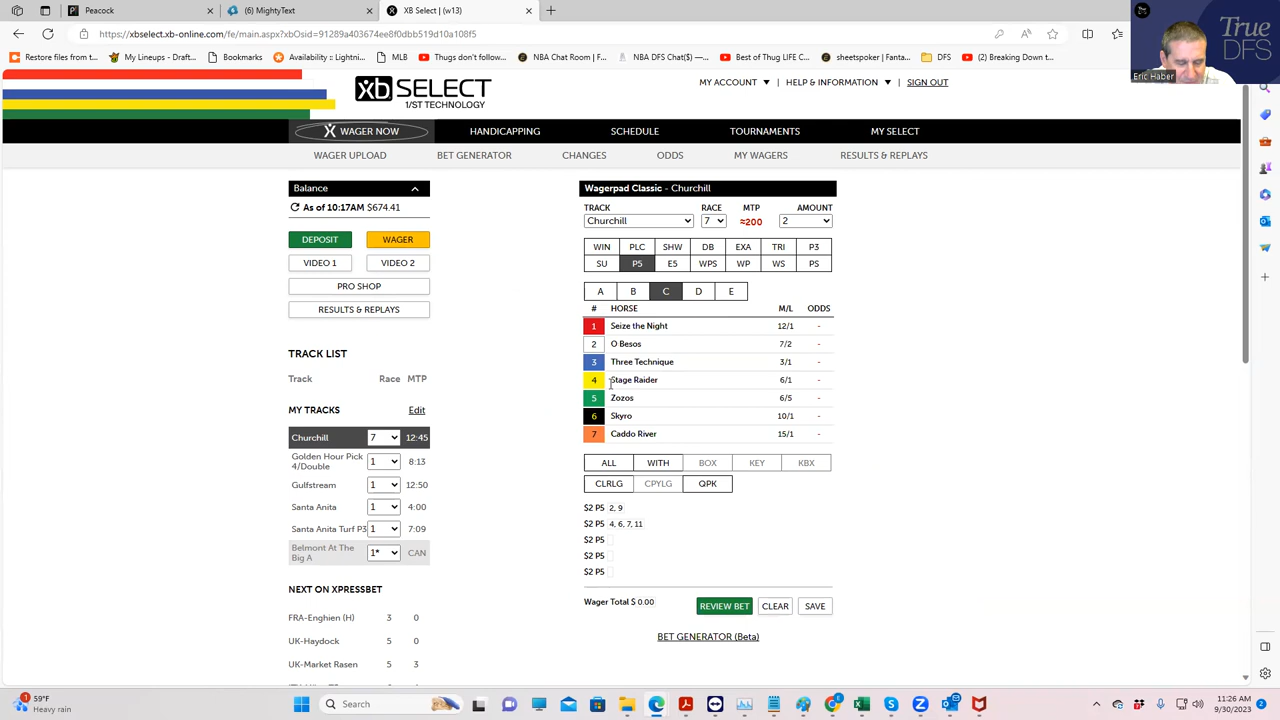 Peacock
(6) MightyText
XB Select | (w13)
https://xbselect.xb-online.com/fe/main.aspx?xbOsid=91289a403674ee8f0dbb519d10a108f5
Restore files from t...
My Lineups - Draft...
Bookmarks
Availability :: Lightni...
MLB
Thugs don't follow...
NBA Chat Room | F...
NBA DFS Chat($) —...
Best of Thug LIFE C...
sheetspoker | Fanta...
DFS
(2) Breaking Down t...
True
DFS
Eric Haber
xb SELECT
1/ST TECHNOLOGY
MY ACCOUNT | HELP & INFORMATION | SIGN OUT
WAGER NOW HANDICAPPING SCHEDULE TOURNAMENTS MY SELECT
WAGER UPLOAD BET GENERATOR CHANGES ODDS MY WAGERS RESULTS & REPLAYS
Balance
As of 10:17AM $674.41
DEPOSIT WAGER
VIDEO 1 VIDEO 2
PRO SHOP
RESULTS & REPLAYS
TRACK LIST
Track Race MTP
MY TRACKS Edit
Churchill 7 12:45
Golden Hour Pick
4/Double 1 8:13
Gulfstream 1 12:50
Santa Anita 1 4:00
Santa Anita Turf P3 1 7:09
Belmont At The
Big A 1* CAN
NEXT ON XPRESSBET
FRA-Enghien (H) 3 0
UK-Haydock 5 0
UK-Market Rasen 5 3
Wagerpad Classic - Churchill
TRACK RACE MTP AMOUNT
Churchill 7 ≈200 2
WIN PLC SHW DB EXA TRI P3
SU P5 E5 WPS WP WS PS
A B C D E
# HORSE M/L ODDS
1 Seize the Night 12/1 -
2 O Besos 7/2 -
3 Three Technique 3/1 -
4 Stage Raider 6/1 -
5 Zozos 6/5 -
6 Skyro 10/1 -
7 Caddo River 15/1 -
ALL WITH BOX KEY KBX
CLRLG CPYLG QPK
$2 P5 2, 9
$2 P5 4, 6, 7, 11
$2 P5
$2 P5
$2 P5
Wager Total $ 0.00
REVIEW BET CLEAR SAVE
BET GENERATOR (Beta)
1
59°F
Heavy rain
Search
11:26 AM
9/30/2023
2